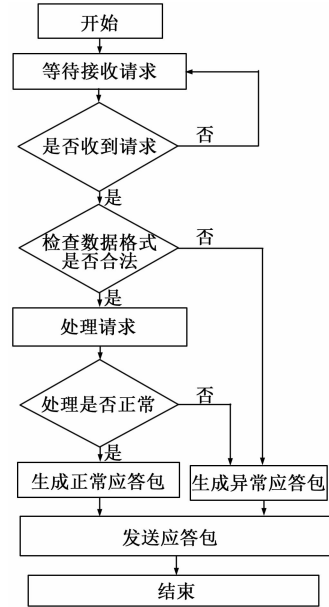 开始
等待接收请求
是否收到请求
否
是
检查数据格式
是否合法
否
是
处理请求
处理是否正常
否
是
生成正常应答包
生成异常应答包
发送应答包
结束